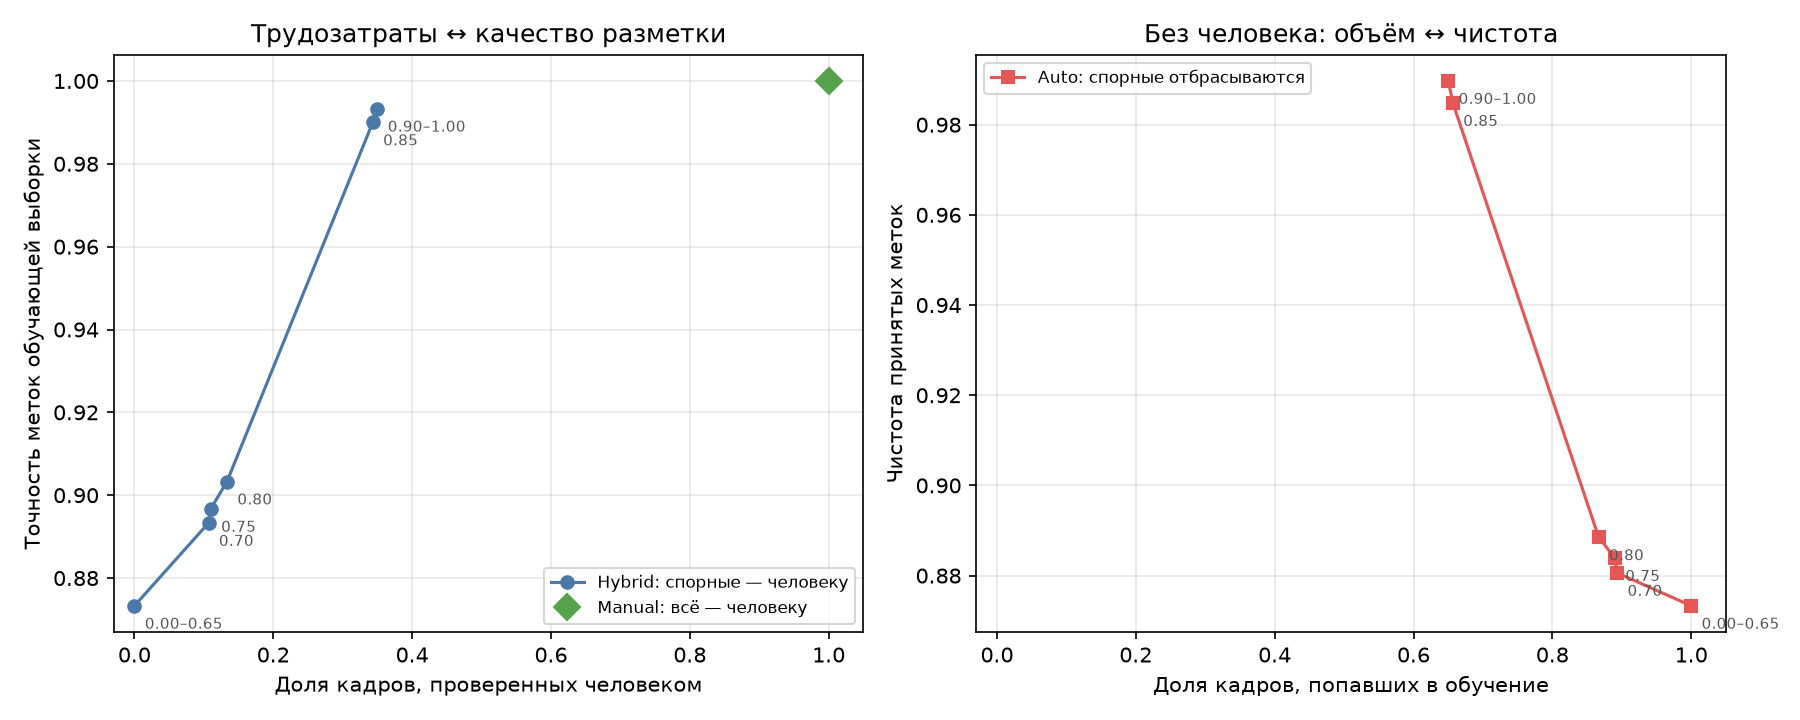 Трудозатраты ↔ качество разметки
Точность меток обучающей выборки
1.00
0.98
0.96
0.94
0.92
0.90
0.88
0.90–1.00
0.85
0.80
0.75
0.70
0.00–0.65
Hybrid: спорные — человеку
Manual: всё — человеку
0.0 0.2 0.4 0.6 0.8 1.0
Доля кадров, проверенных человеком
Без человека: объём ↔ чистота
Auto: спорные отбрасываются
Чистота принятых меток
0.98
0.96
0.94
0.92
0.90
0.88
0.90–1.00
0.85
0.80
0.75
0.70
0.00–0.65
0.0 0.2 0.4 0.6 0.8 1.0
Доля кадров, попавших в обучение